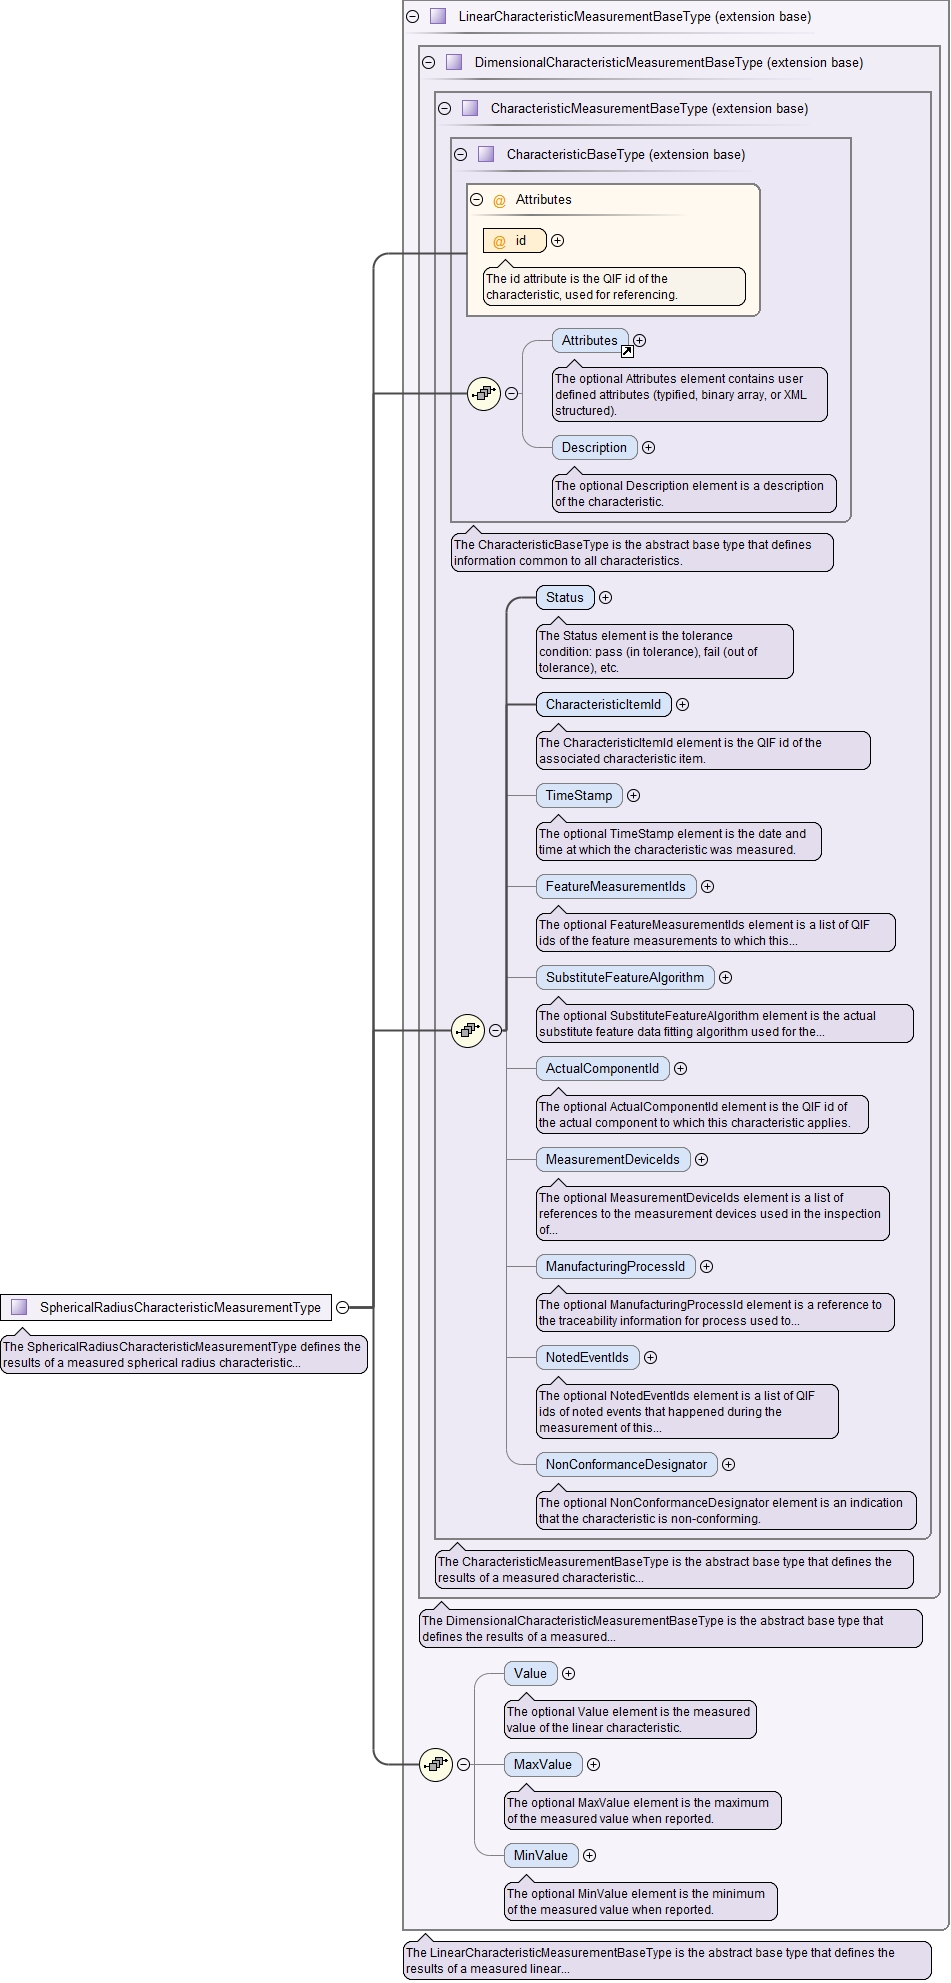 LinearCharacteristicMeasurementBaseType (extension base)
DimensionalCharacteristicMeasurementBaseType (extension base)
CharacteristicMeasurementBaseType (extension base)
CharacteristicBaseType (extension base)
@ Attributes
@ id
The id attribute is the QIF id of the
characteristic, used for referencing.
Attributes
The optional Attributes element contains user
defined attributes (typified, binary array, or XML
structured).
Description
The optional Description element is a description
of the characteristic.
The CharacteristicBaseType is the abstract base type that defines
information common to all characteristics.
Status
The Status element is the tolerance
condition: pass (in tolerance), fail (out of
tolerance), etc.
CharacteristicItemId
The CharacteristicItemId element is the QIF id of the
associated characteristic item.
TimeStamp
The optional TimeStamp element is the date and
time at which the characteristic was measured.
FeatureMeasurementIds
The optional FeatureMeasurementIds element is a list of QIF
ids of the feature measurements to which this...
SubstituteFeatureAlgorithm
The optional SubstituteFeatureAlgorithm element is the actual
substitute feature data fitting algorithm used for the...
ActualComponentId
The optional ActualComponentId element is the QIF id of
the actual component to which this characteristic applies.
MeasurementDeviceIds
The optional MeasurementDeviceIds element is a list of
references to the measurement devices used in the inspection
of...
ManufacturingProcessId
The optional ManufacturingProcessId element is a reference to
the traceability information for process used to...
SphericalRadiusCharacteristicMeasurementType
The SphericalRadiusCharacteristicMeasurementType defines the
results of a measured spherical radius characteristic...
NotedEventIds
The optional NotedEventIds element is a list of QIF
ids of noted events that happened during the
measurement of this...
NonConformanceDesignator
The optional NonConformanceDesignator element is an indication
that the characteristic is non-conforming.
The CharacteristicMeasurementBaseType is the abstract base type that defines the
results of a measured characteristic...
The DimensionalCharacteristicMeasurementBaseType is the abstract base type that
defines the results of a measured...
Value
The optional Value element is the measured
value of the linear characteristic.
MaxValue
The optional MaxValue element is the maximum
of the measured value when reported.
MinValue
The optional MinValue element is the minimum
of the measured value when reported.
The LinearCharacteristicMeasurementBaseType is the abstract base type that defines the
results of a measured linear...